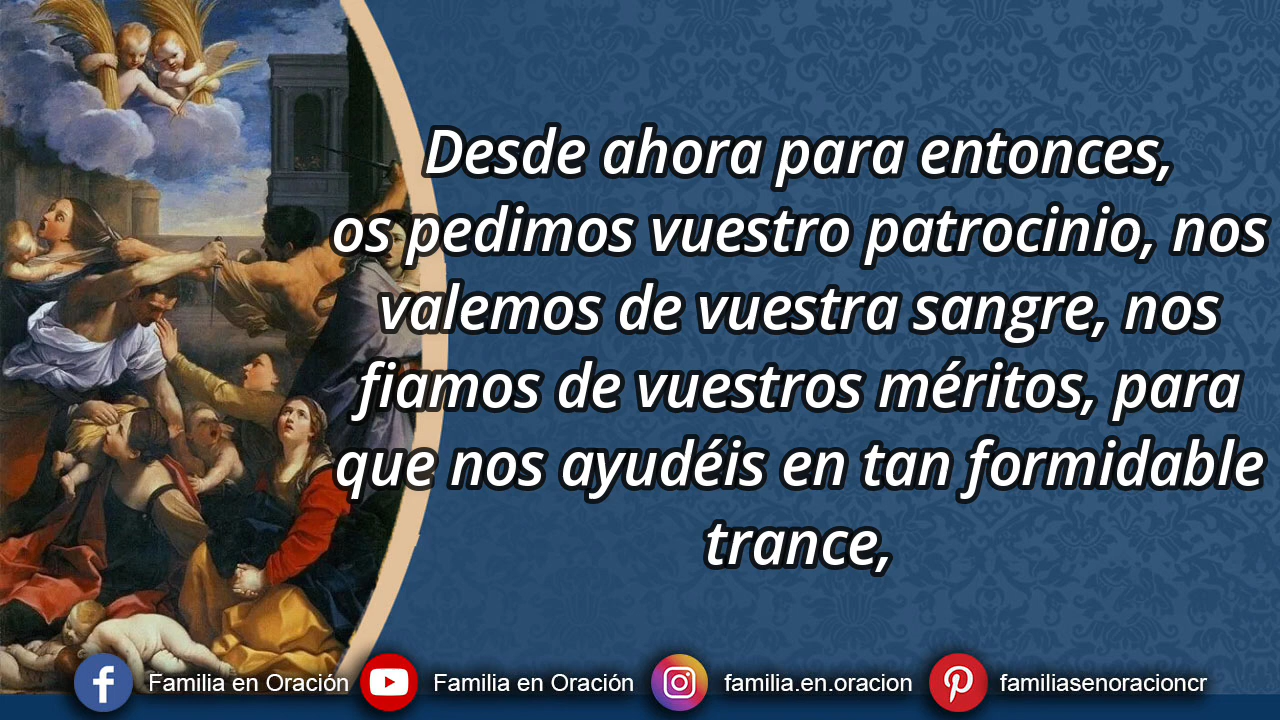 Desde ahora para entonces,
os pedimos vuestro patrocinio, nos
valemos de vuestra sangre, nos
fiamos de vuestros méritos, para
que nos ayudéis en tan formidable
trance,
Familia en Oración
Familia en Oración
familia.en.oracion
familiasenoracioncr